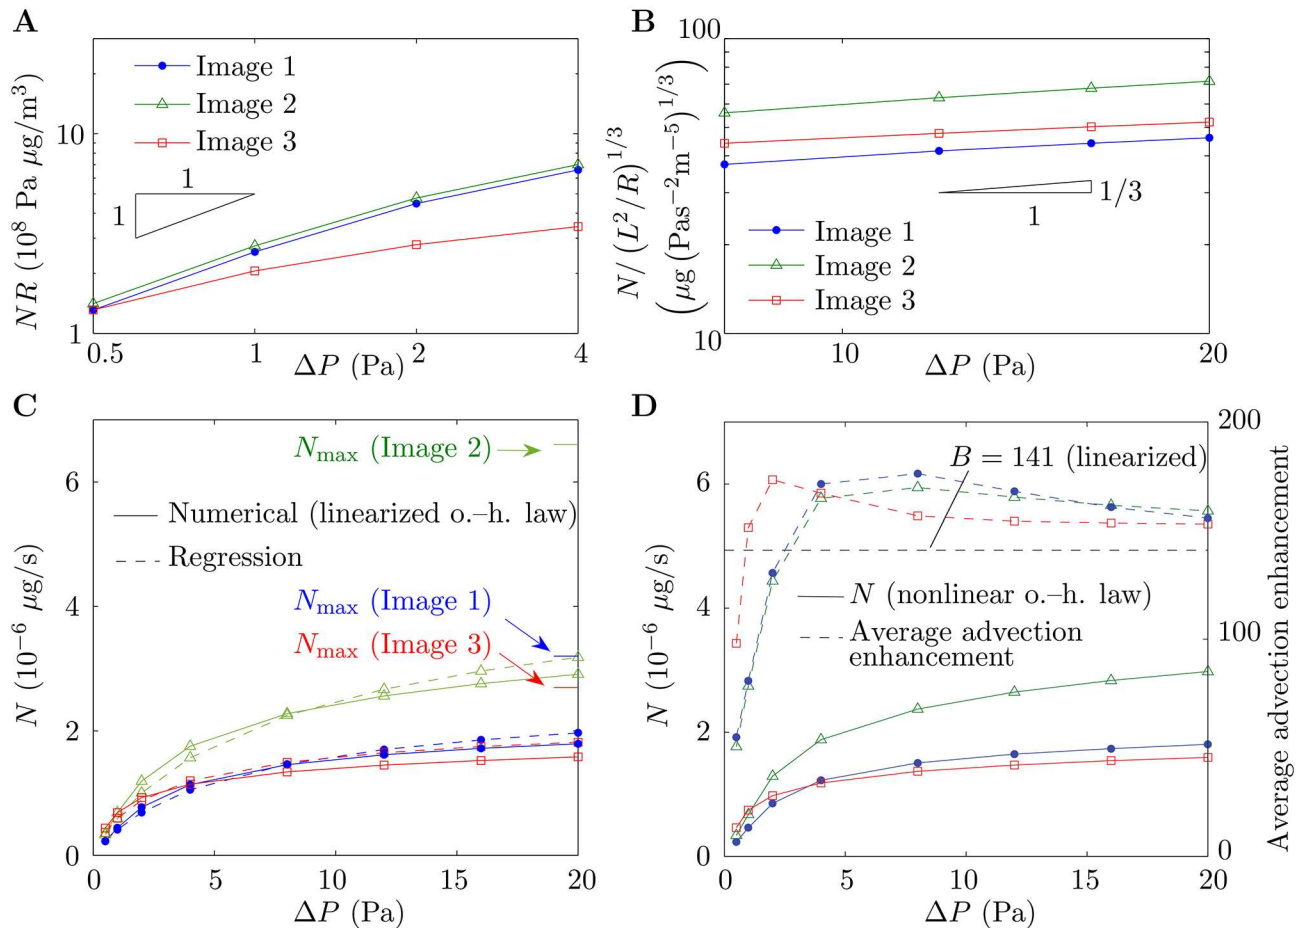 A
NR (10⁸ Pa μg/m³)
10
1
Image 1
Image 2
Image 3
1
1
0.5
1
2
4
ΔP (Pa)
B
N/ (L²/R)^1/3
(μg (Pas⁻²m⁻⁵)^1/3)
100
10
1/3
1
Image 1
Image 2
Image 3
10
20
ΔP (Pa)
C
N (10⁻⁶ μg/s)
6
4
2
0
N_max (Image 2)
Numerical (linearized o.–h. law)
Regression
N_max (Image 1)
N_max (Image 3)
0
5
10
15
20
ΔP (Pa)
D
N (10⁻⁶ μg/s)
6
4
2
0
B = 141 (linearized)
N (nonlinear o.–h. law)
Average advection
enhancement
200
100
0
Average advection enhancement
0
5
10
15
20
ΔP (Pa)